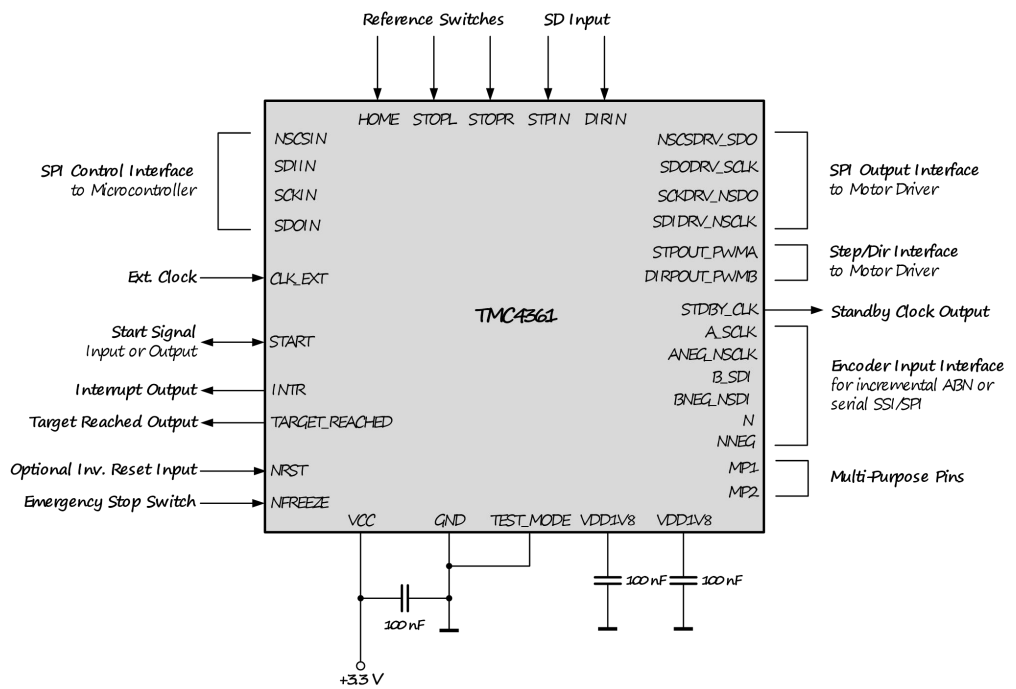 Reference Switches
SD Input
HOME STOPL STOPR STPIN DIRIN
NSCSIN
SDIIN
SCKIN
SDOIN
SPI Control Interface
to Microcontroller
Ext. Clock
CLK_EXT
Start Signal
Input or Output
START
Interrupt Output
INTR
Target Reached Output
TARGET_REACHED
Optional Inv. Reset Input
NRST
Emergency Stop Switch
NFREEZE
TMC4361
NSCSDRV_SDO
SDODRV_SCLK
SCKDRV_NSDO
SDIDRV_NSCLK
SPI Output Interface
to Motor Driver
STPOUT_PWMA
DIRPOUT_PWMB
Step/Dir Interface
to Motor Driver
STDBY_CLK
Standby Clock Output
A_SCLK
ANEG_NSCLK
B_SDI
BNEG_NSDI
N
NNEG
Encoder Input Interface
for incremental ABN or
serial SSI/SPI
MP1
MP2
Multi-Purpose Pins
VCC GND TEST_MODE VDD1V8 VDD1V8
100 nF
100 nF
100 nF
+3.3 V